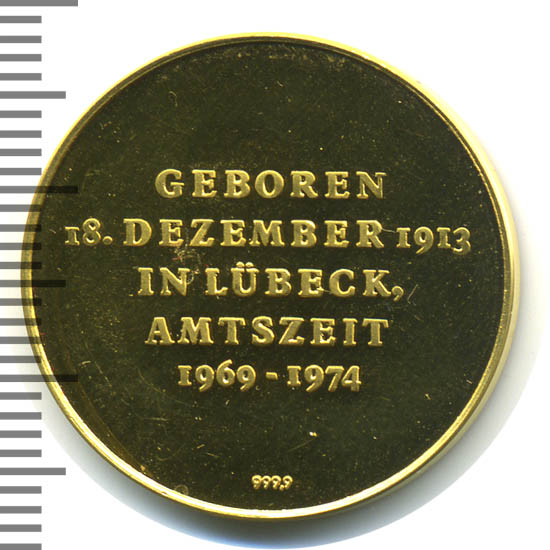 GEBOREN
18. DEZEMBER 1913
IN LÜBECK,
AMTSZEIT
1969 - 1974
999,9